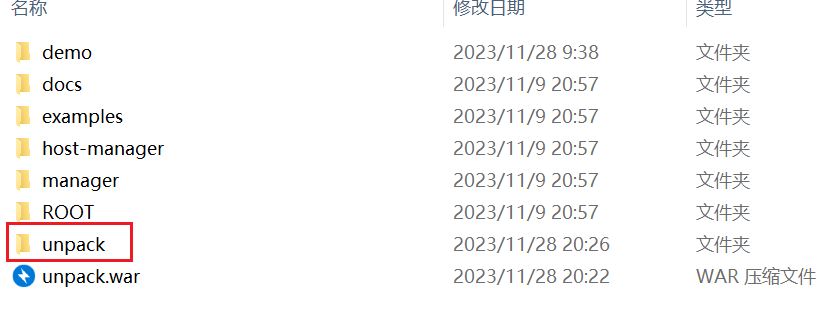 名称 修改日期 类型
demo 2023/11/28 9:38 文件夹
docs 2023/11/9 20:57 文件夹
examples 2023/11/9 20:57 文件夹
host-manager 2023/11/9 20:57 文件夹
manager 2023/11/9 20:57 文件夹
ROOT 2023/11/9 20:57 文件夹
unpack 2023/11/28 20:26 文件夹
unpack.war 2023/11/28 20:22 WAR 压缩文件